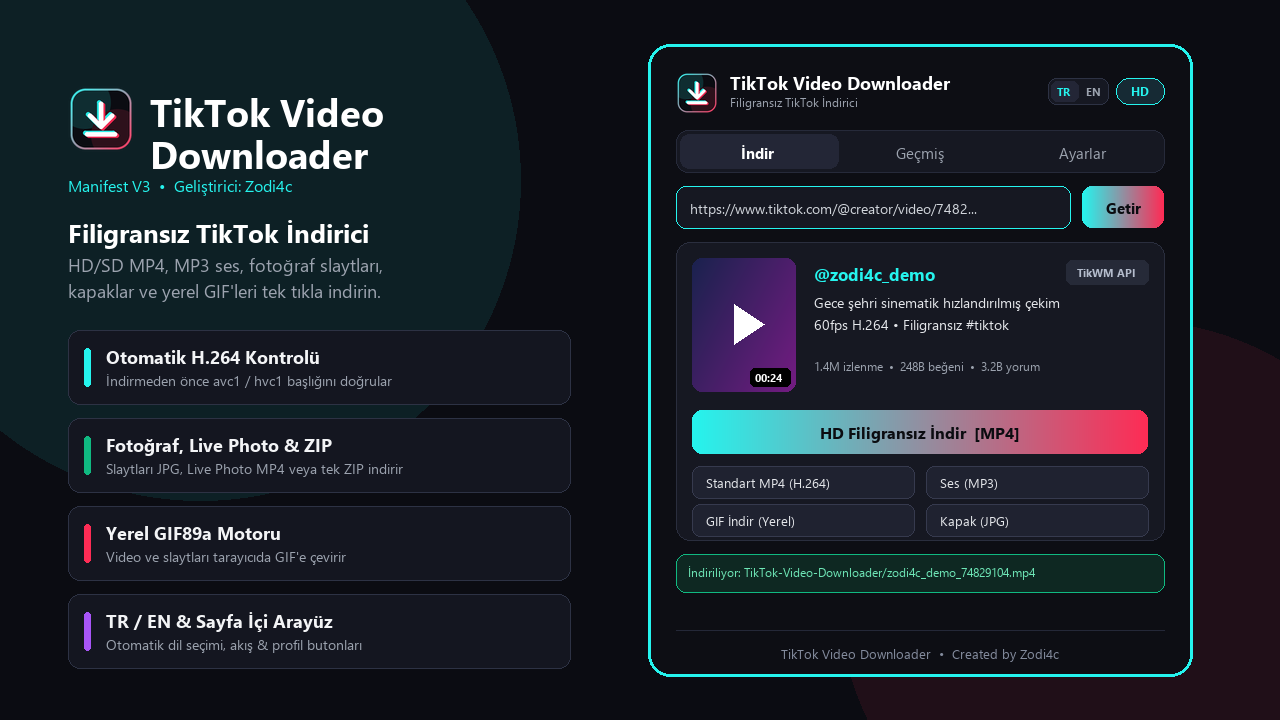 TikTok Video
Downloader
Manifest V3 • Geliştirici: Zodi4c
Filigransız TikTok İndirici
HD/SD MP4, MP3 ses, fotoğraf slaytları,
kapaklar ve yerel GIF'leri tek tıkla indirin.
Otomatik H.264 Kontrolü
İndirmeden önce avc1 / hvc1 başlığını doğrular
Fotoğraf, Live Photo & ZIP
Slaytları JPG, Live Photo MP4 veya tek ZIP indirir
Yerel GIF89a Motoru
Video ve slaytları tarayıcıda GIF'e çevirir
TR / EN & Sayfa İçi Arayüz
Otomatik dil seçimi, akış & profil butonları
TikTok Video Downloader
Filigransız TikTok İndirici
TR EN HD
İndir Geçmiş Ayarlar
https://www.tiktok.com/@creator/video/7482... Getir
@zodi4c_demo TikWM API
Gece şehri sinematik hızlandırılmış çekim
60fps H.264 • Filigransız #tiktok
1.4M izlenme • 248B beğeni • 3.2B yorum
00:24
HD Filigransız İndir [MP4]
Standart MP4 (H.264) Ses (MP3)
GIF İndir (Yerel) Kapak (JPG)
İndiriliyor: TikTok-Video-Downloader/zodi4c_demo_74829104.mp4
TikTok Video Downloader • Created by Zodi4c